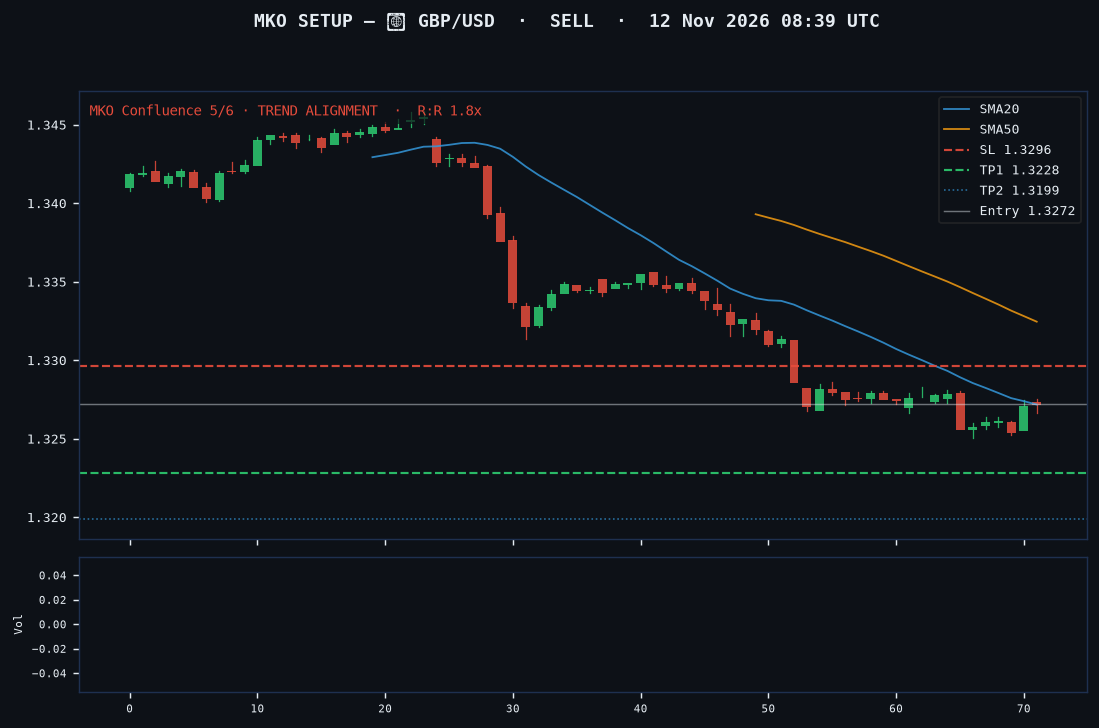 MKO SETUP — 🌐 GBP/USD · SELL · 12 Nov 2026 08:39 UTC
MKO Confluence 5/6 · TREND ALIGNMENT · R:R 1.8x
SMA20
SMA50
SL 1.3296
TP1 1.3228
TP2 1.3199
Entry 1.3272
1.345
1.340
1.335
1.330
1.325
1.320
Vol
0.04
0.02
0.00
−0.02
−0.04
0 10 20 30 40 50 60 70